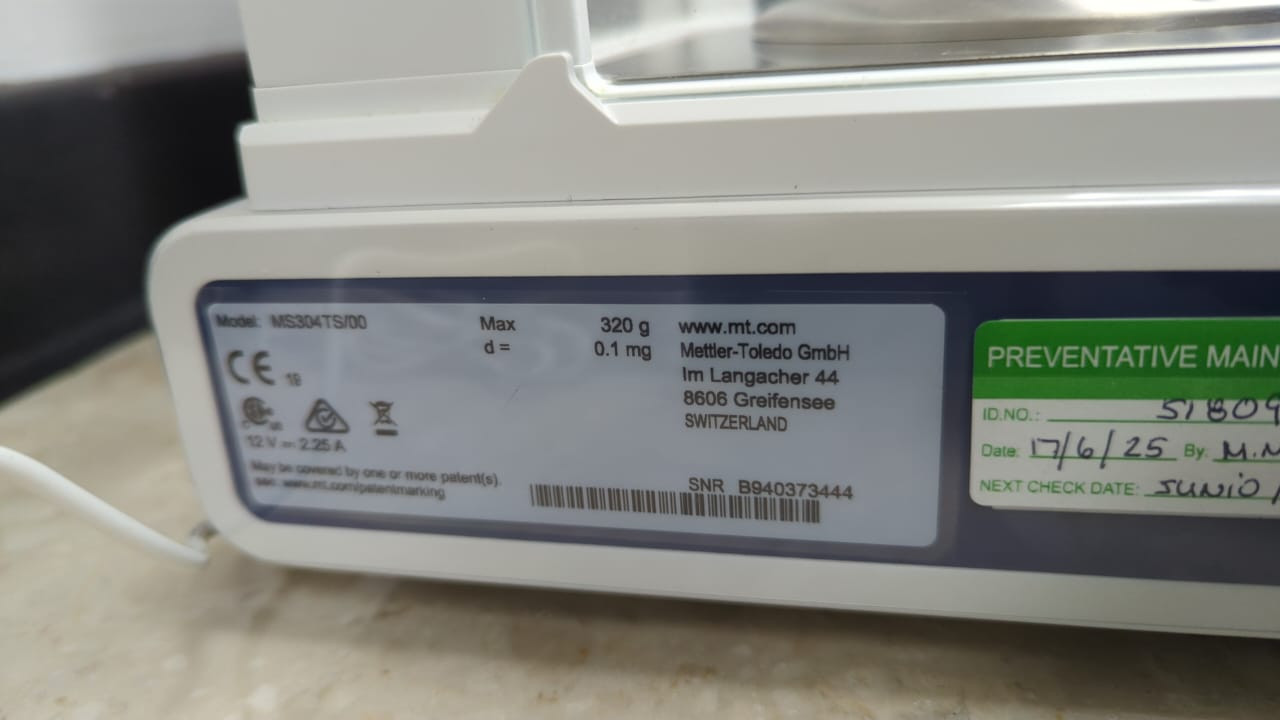 Model: MS304TS/00
Max 320 g
d = 0.1 mg
CE 19
12 V 2.25 A
May be covered by one or more patent(s).
see: www.mt.com/patentmarking
www.mt.com
Mettler-Toledo GmbH
Im Langacher 44
8606 Greifensee
SWITZERLAND
SNR B940373444
PREVENTATIVE MAIN
ID.NO.: 51809
Date: 17/6/25 By: M.M
NEXT CHECK DATE: JUNIO /